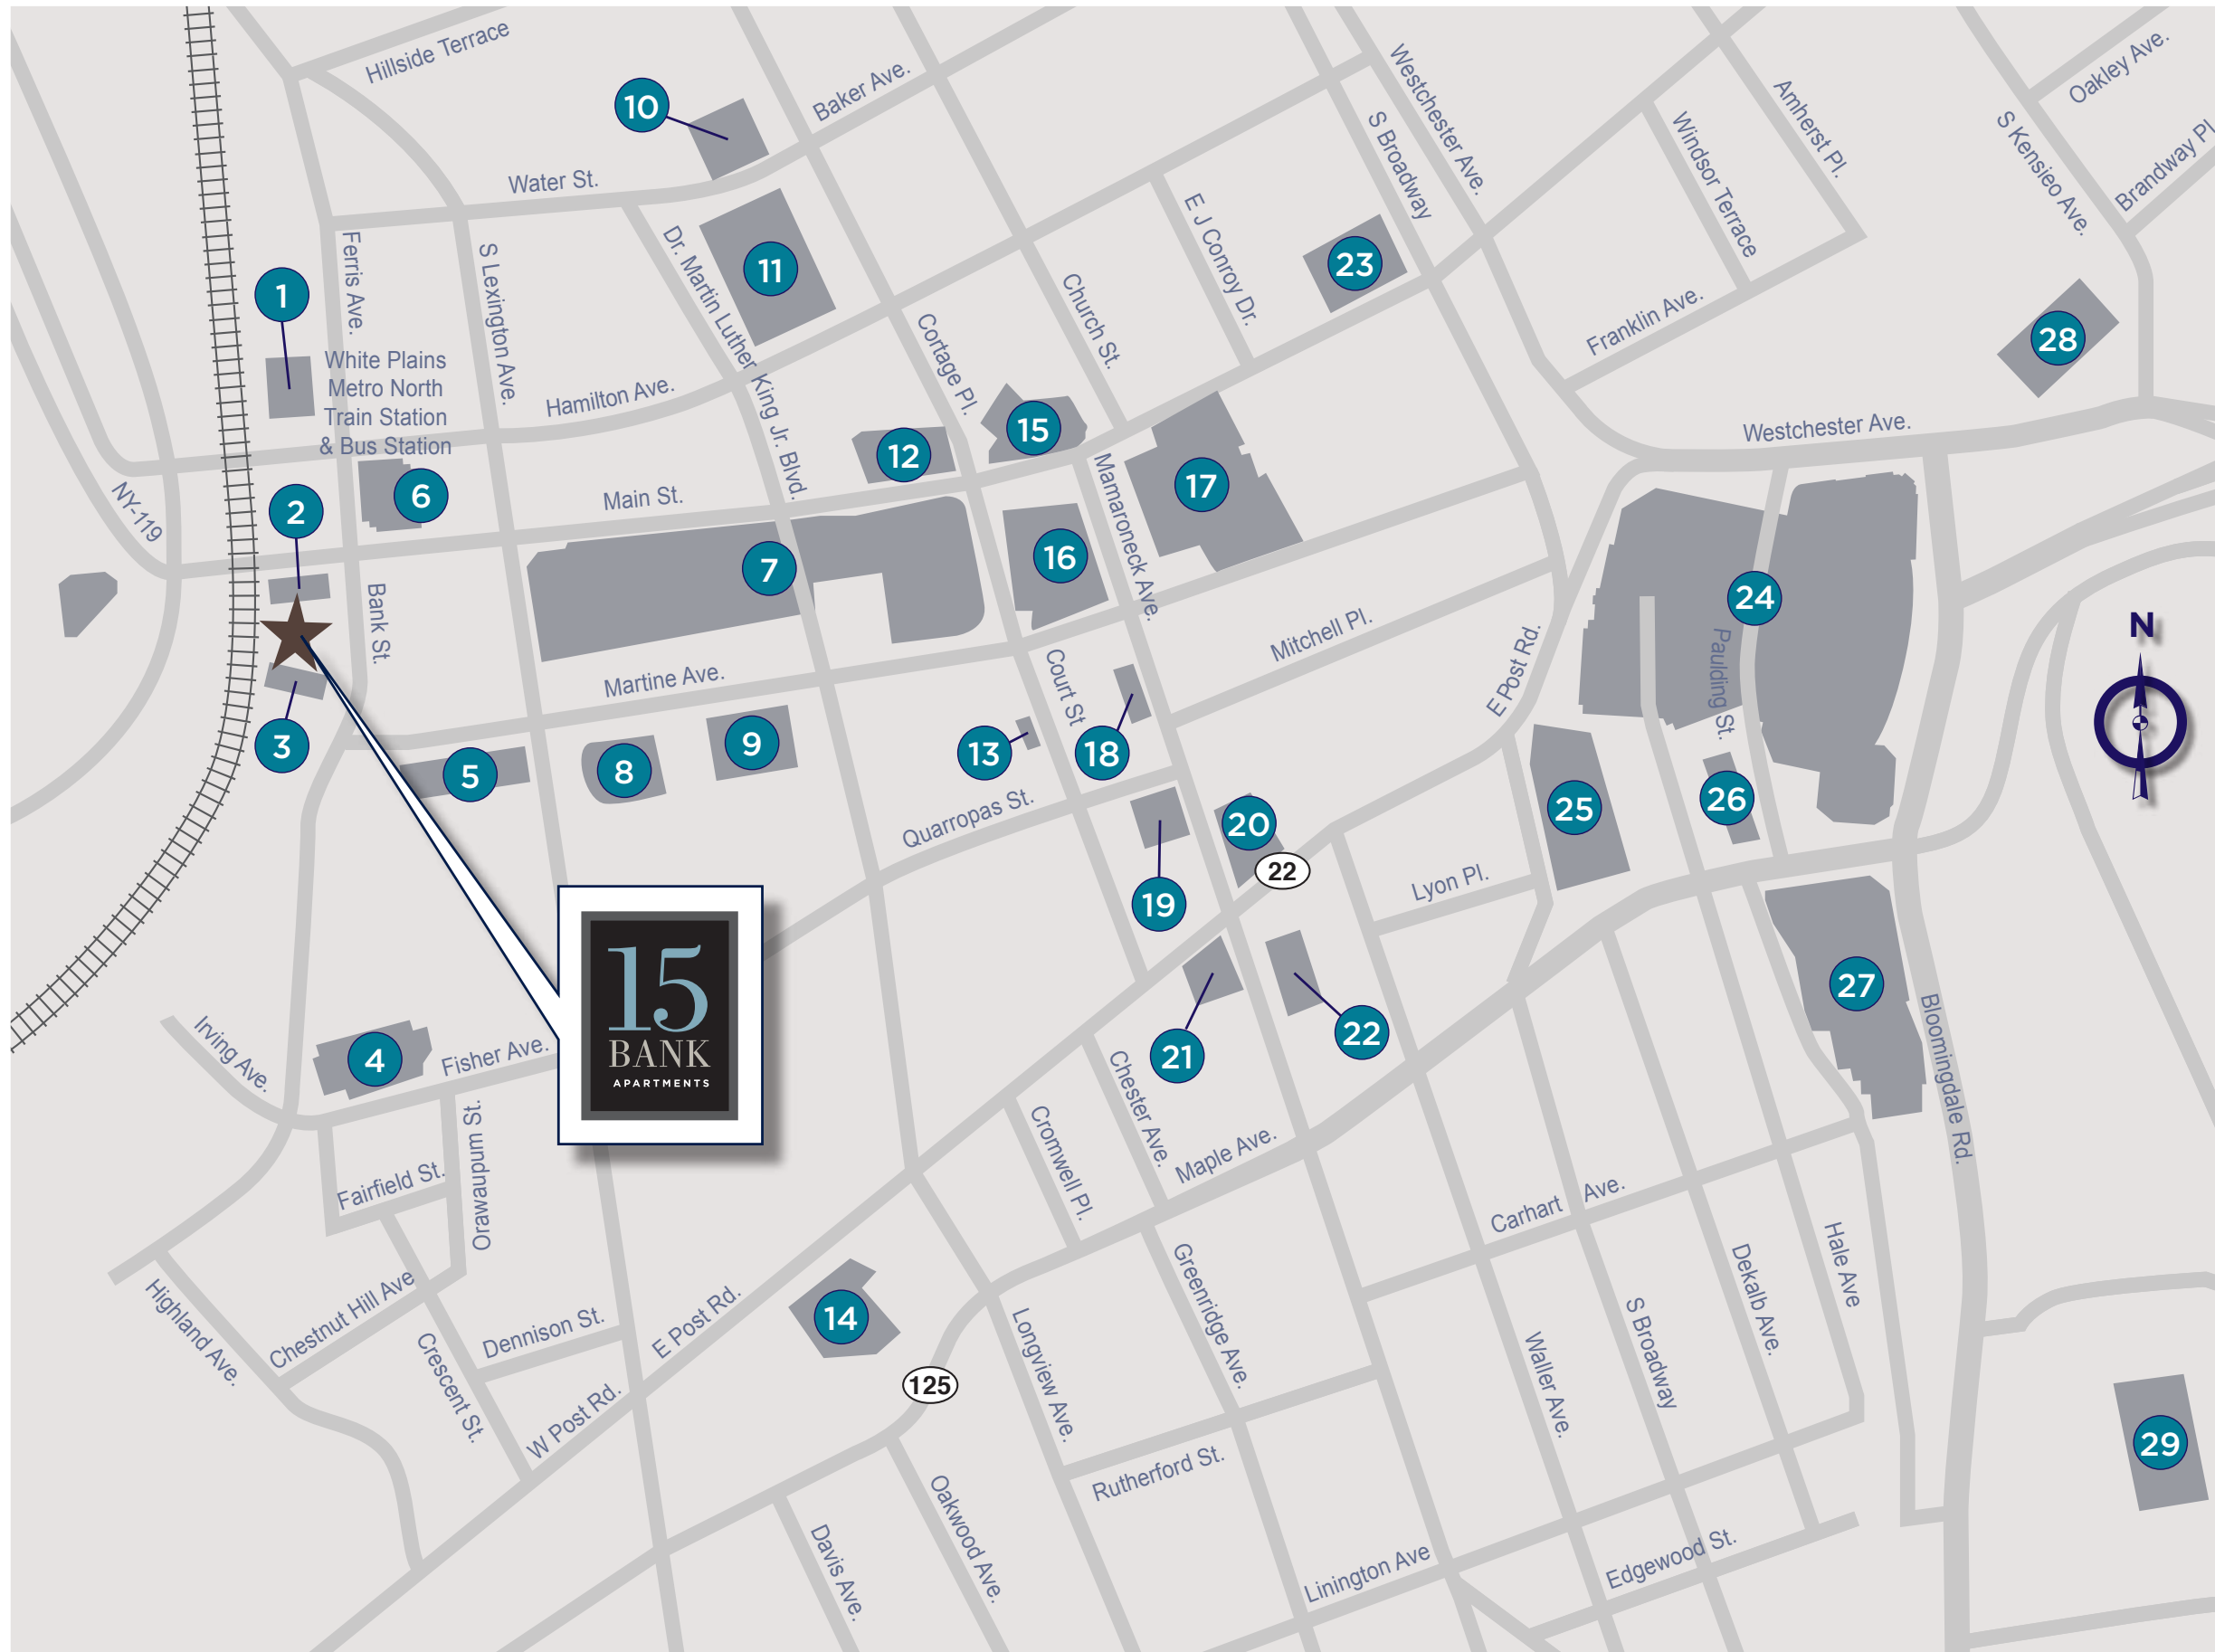 Hillside Terrace
10
Baker Ave.
Westchester Ave.
S Broadway
Amherst Pl.
Windsor Terrace
Oakley Ave.
S Kensieo Ave.
Brandway Pl
Water St.
Ferris Ave.
S Lexington Ave.
Dr. Martin Luther King Jr. Blvd.
11
E J Conroy Dr.
23
1
Church St.
Cortage Pl.
Franklin Ave.
28
White Plains
Metro North
Train Station
& Bus Station
Hamilton Ave.
12
15
Westchester Ave.
NY-119
2
6
Main St.
Mamaroneck Ave.
17
7
16
24
Bank St.
Mitchell Pl.
N
Martine Ave.
Court St
E Post Rd.
Paulding St.
3
5
8
9
13
18
Quarropas St.
20
25
26
22
19
Lyon Pl.
15
BANK
APARTMENTS
27
Irving Ave.
4
Fisher Ave.
21
22
Bloomingdale Rd.
Orawandum St.
Chester Ave.
Cromwell Pl.
Maple Ave.
Fairfield St.
Carhart Ave.
Highland Ave.
Chestnut Hill Ave
Crescent St.
Dennison St.
E Post Rd.
14
Greenridge Ave.
Hale Ave
Dekalb Ave.
125
Longview Ave.
Waller Ave.
S Broadway
W Post Rd.
29
Rutherford St.
Oakwood Ave.
Davis Ave.
Linington Ave
Edgewood St.